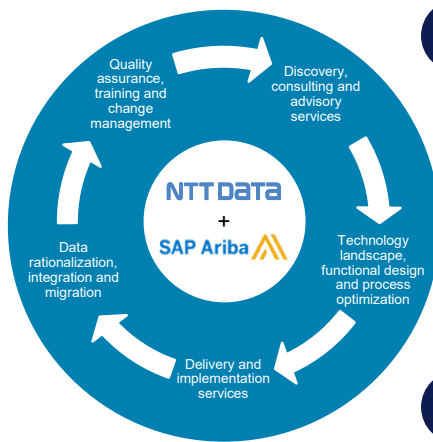 Quality
assurance,
training and
change
management
Discovery,
consulting and
advisory
services
NTT DATA
+
SAP Ariba
Data
rationalization,
integration and
migration
Technology
landscape,
functional design
and process
optimization,
Delivery and
implementation
services